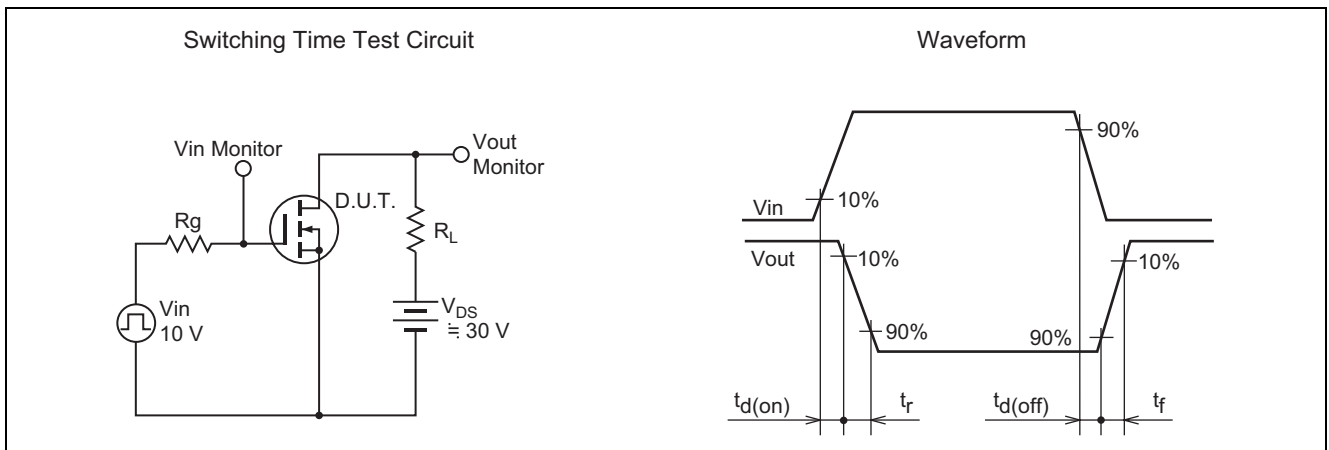 Switching Time Test Circuit
Vin Monitor
Vout
Monitor
D.U.T.
Rg
RL
Vin
10 V
VDS
≒ 30 V
Waveform
90%
10%
Vin
Vout
10%
10%
90%
90%
td(on)
tr
td(off)
tf